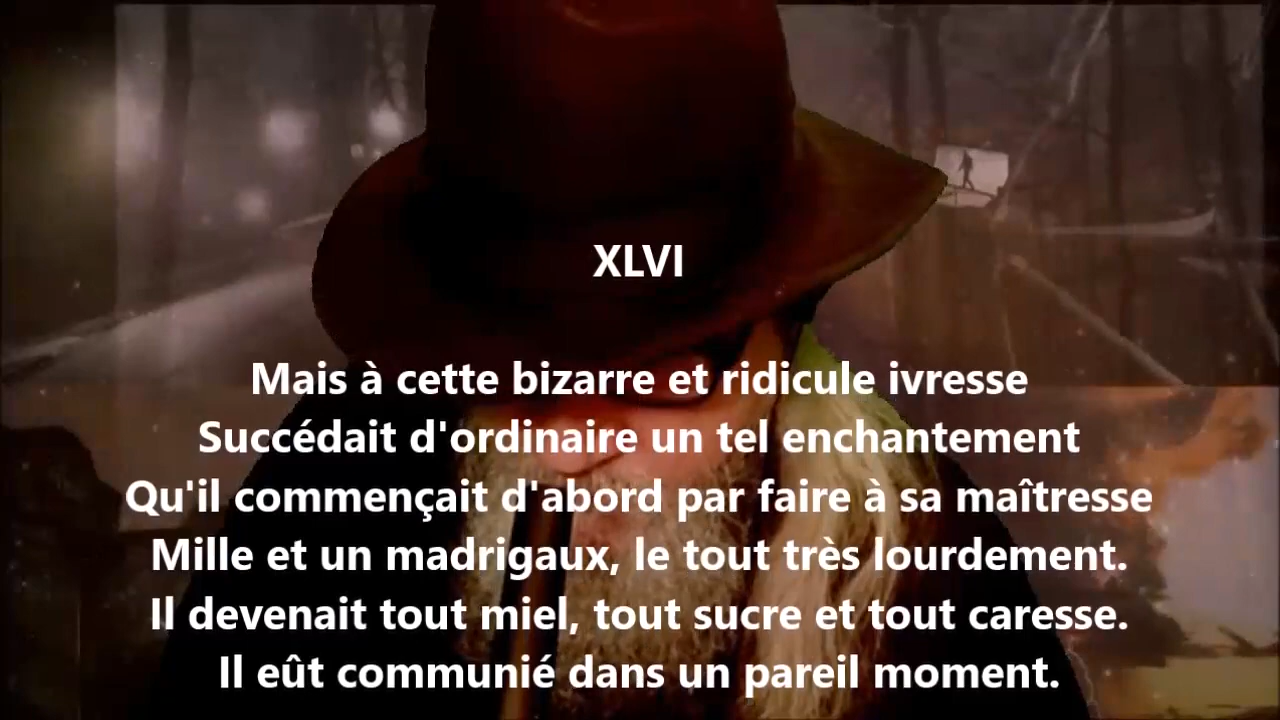 XLVI
Mais à cette bizarre et ridicule ivresse
Succédait d'ordinaire un tel enchantement
Qu'il commençait d'abord par faire à sa maîtresse
Mille et un madrigaux, le tout très lourdement.
Il devenait tout miel, tout sucre et tout caresse.
Il eût communié dans un pareil moment.